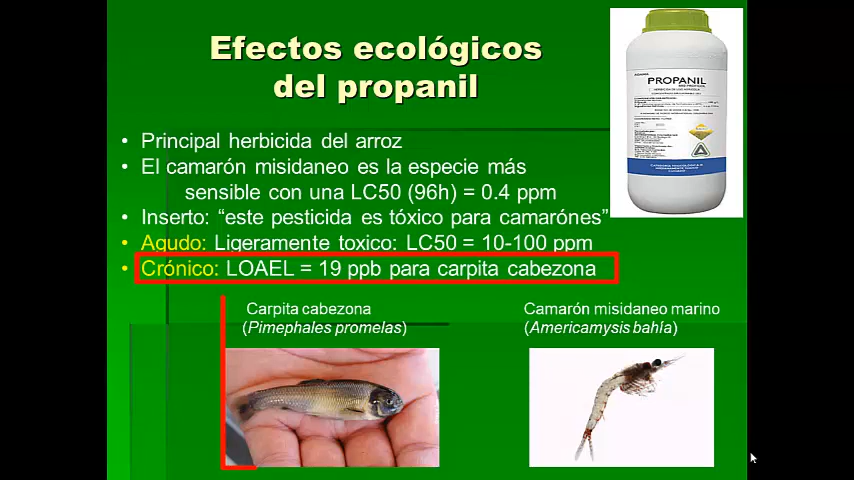 Efectos ecológicos
del propanil
• Principal herbicida del arroz
• El camarón misidaneo es la especie más
sensible con una LC50 (96h) = 0.4 ppm
• Inserto: “este pesticida es tóxico para camarónes”
• Agudo: Ligeramente toxico: LC50 = 10-100 ppm
• Crónico: LOAEL = 19 ppb para carpita cabezona
Carpita cabezona
(Pimephales promelas)
Camarón misidaneo marino
(Americamysis bahía)
PROPANIL